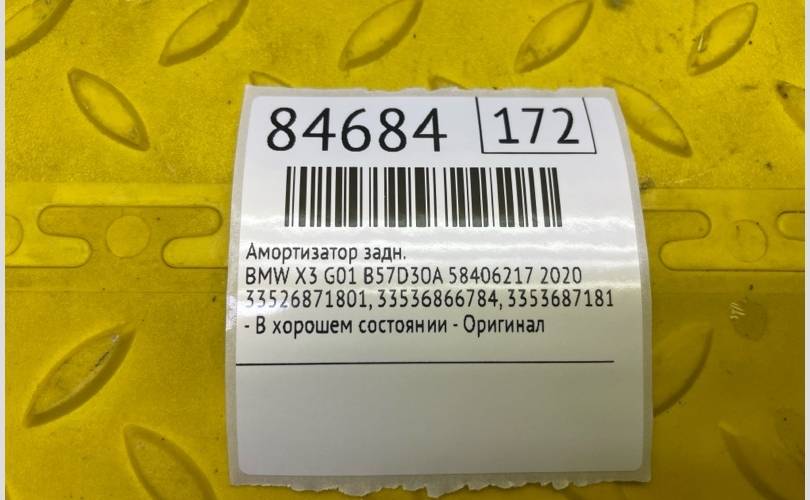 84684 172
Амортизатор задн.
BMW X3 G01 B57D30A 58406217 2020
33526871801, 33536866784, 3353687181
- В хорошем состоянии - Оригинал